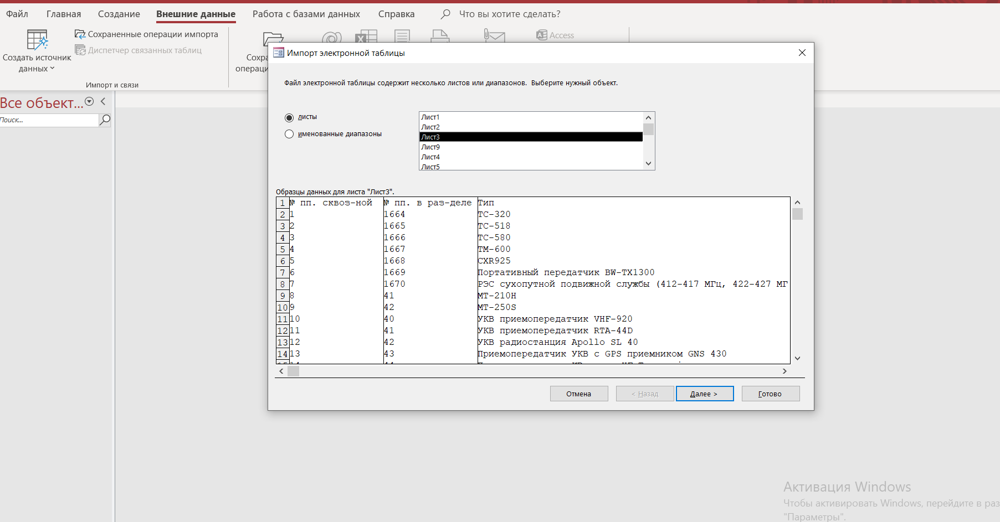 Файл Главная Создание Внешние данные Работа с базами данных Справка Что вы хотите сделать?
Создать источник данных
Сохраненные операции импорта
Диспетчер связанных таблиц
Импорт и связи
Access
Все объект...
Поиск...
Импорт электронной таблицы
Файл электронной таблицы содержит несколько листов или диапазонов. Выберите нужный объект.
листы
именованные диапазоны
Лист1
Лист2
Лист3
Лист9
Лист4
Лист5
Образцы данных для листа "Лист3".
1 № пп. сквоз-ной № пп. в раз-деле Тип
2 1 1664 ТС-320
3 2 1665 ТС-518
4 3 1666 ТС-580
5 4 1667 ТМ-600
6 5 1668 CXR925
7 6 1669 Портативный передатчик BW-TX1300
8 7 1670 РЭС сухопутной подвижной службы (412-417 МГц, 422-427 МГ
9 8 41 МТ-210Н
10 9 42 MT-250S
11 10 40 УКВ приемопередатчик VHF-920
12 11 41 УКВ приемопередатчик RTA-44D
13 12 42 УКВ радиостанция Apollo SL 40
14 13 43 Приемопередатчик УКВ с GPS приемником GNS 430
Отмена < Назад Далее > Готово
Активация Windows
Чтобы активировать Windows, перейдите в раз
"Параметры".